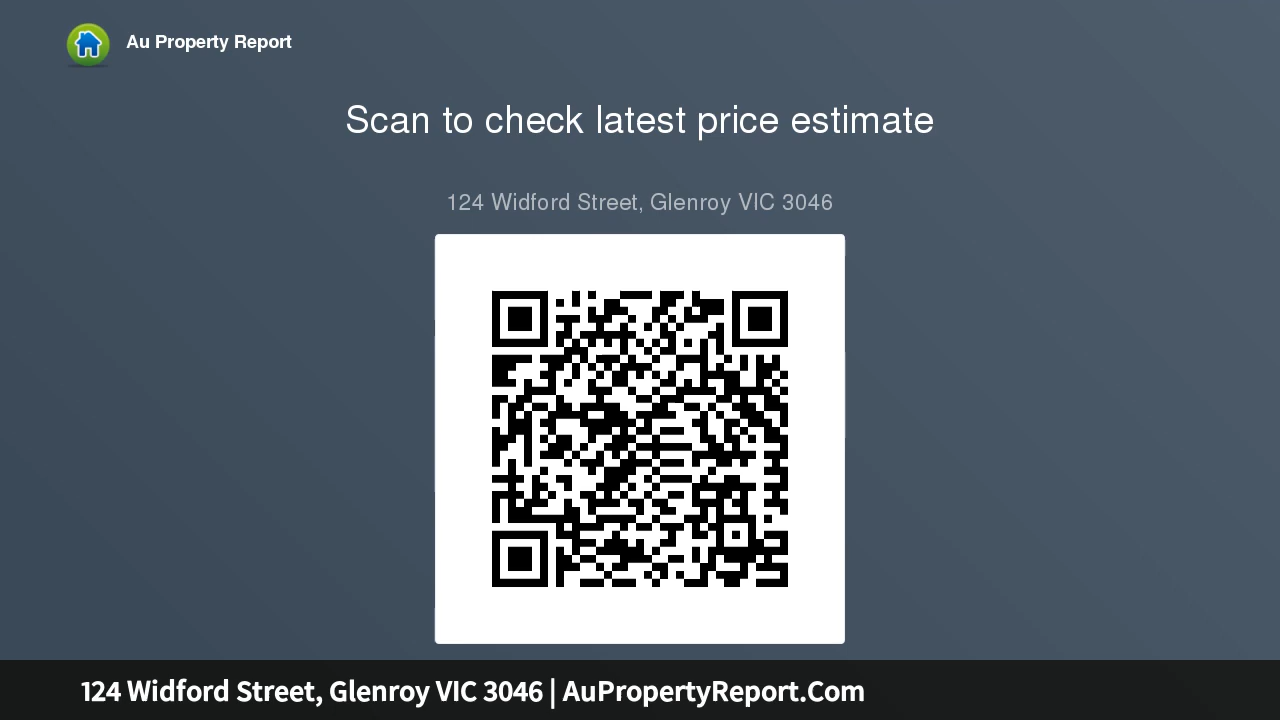 Au Property Report
Scan to check latest price estimate
124 Widford Street, Glenroy VIC 3046
124 Widford Street, Glenroy VIC 3046 | AuPropertyReport.Com